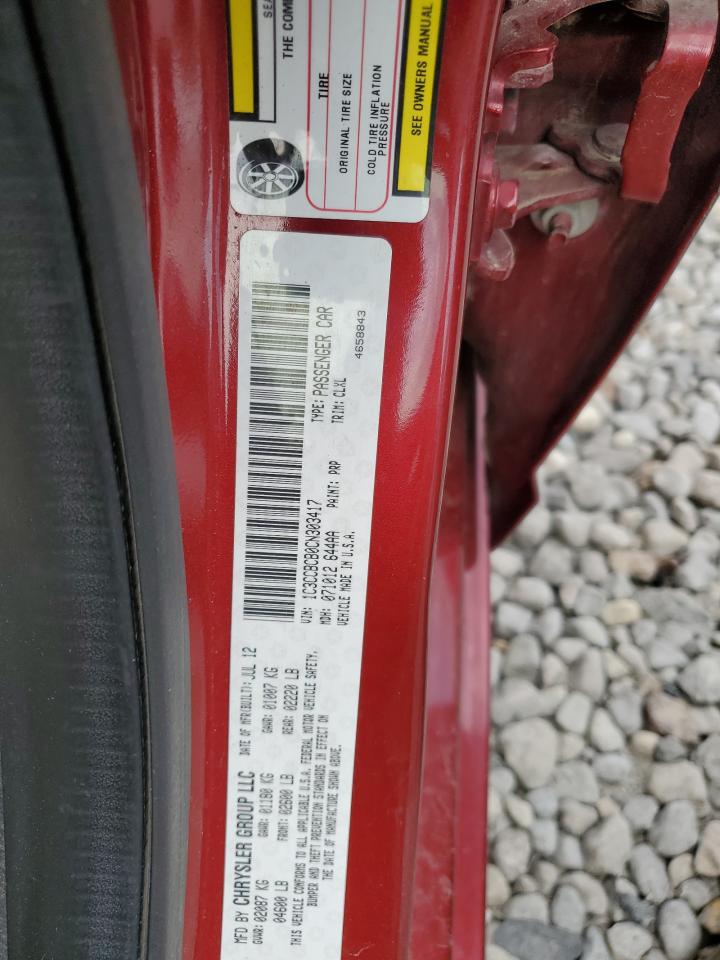 SEA
THE COMB
TIRE
ORIGINAL TIRE SIZE
COLD TIRE INFLATION
PRESSURE
SEE OWNERS MANUAL
MFD BY CHRYSLER GROUP LLC DATE OF MFR(BUILT): JUL 12
GVWR: 02087 KG GAWR: 01180 KG GAWR: 01007 KG
04600 LB FRONT: 02600 LB REAR: 02220 LB
THIS VEHICLE CONFORMS TO ALL APPLICABLE U.S.A. FEDERAL MOTOR VEHICLE SAFETY,
BUMPER AND THEFT PREVENTION STANDARDS IN EFFECT ON
THE DATE OF MANUFACTURE SHOWN ABOVE.
VIN: 1C3CCBCB0CN303417 TYPE: PASSENGER CAR
MDH: 071012 644AA PAINT: PRP TRIM: CLXL
VEHICLE MADE IN U.S.A. 4658843